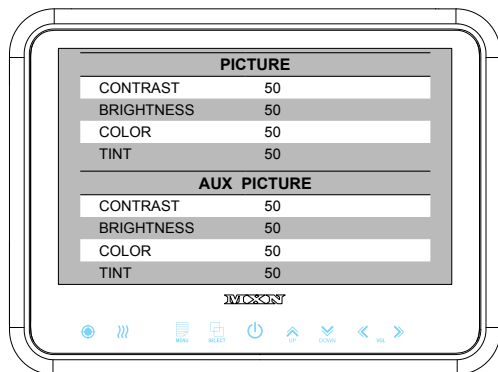 PICTURE
CONTRAST 50
BRIGHTNESS 50
COLOR 50
TINT 50
AUX PICTURE
CONTRAST 50
BRIGHTNESS 50
COLOR 50
TINT 50
MXN
MENU SELECT UP DOWN VOL